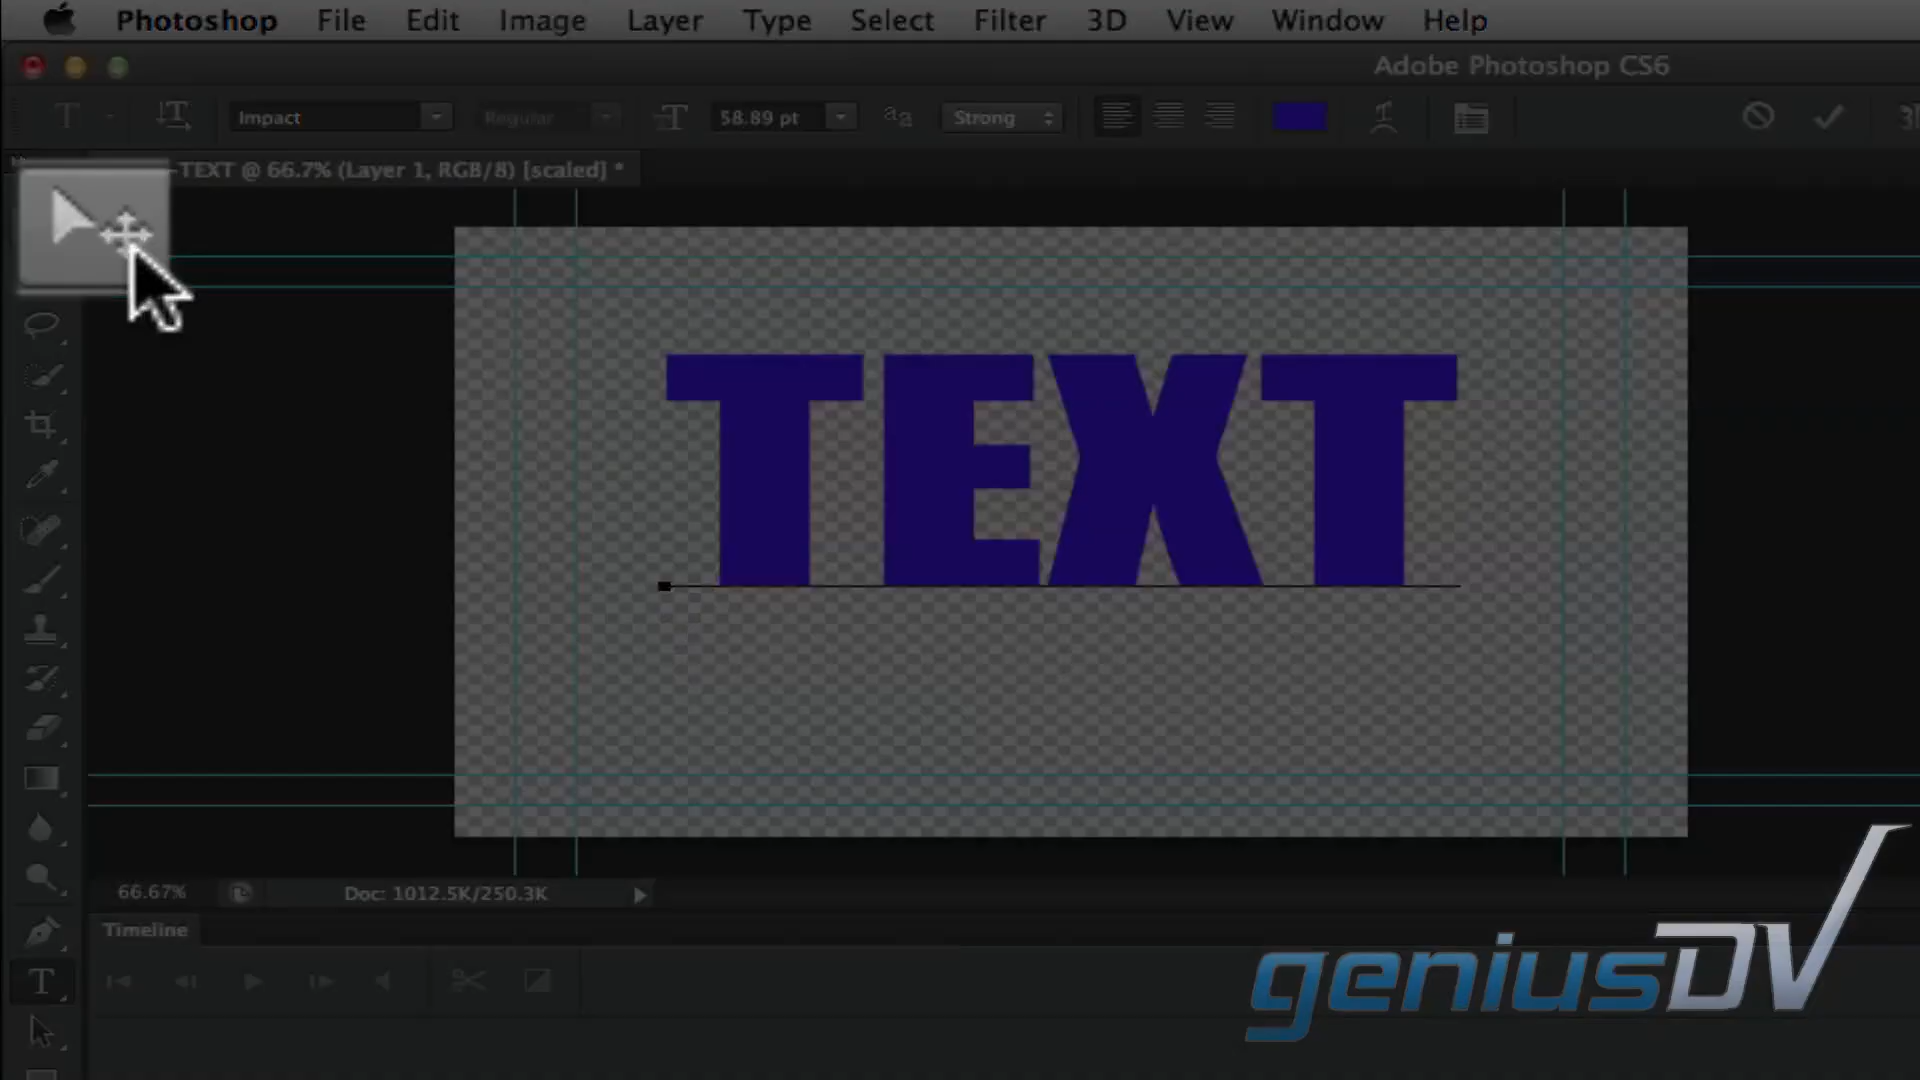 Photoshop File Edit Image Layer Type Select Filter 3D View Window Help
Adobe Photoshop CS6
Impact Regular 58.89 pt Strong
TEXT @ 66.7% (Layer 1, RGB/8) [scaled] *
TEXT
66.67% Doc: 1012.5K/250.3K
Timeline
geniusDV